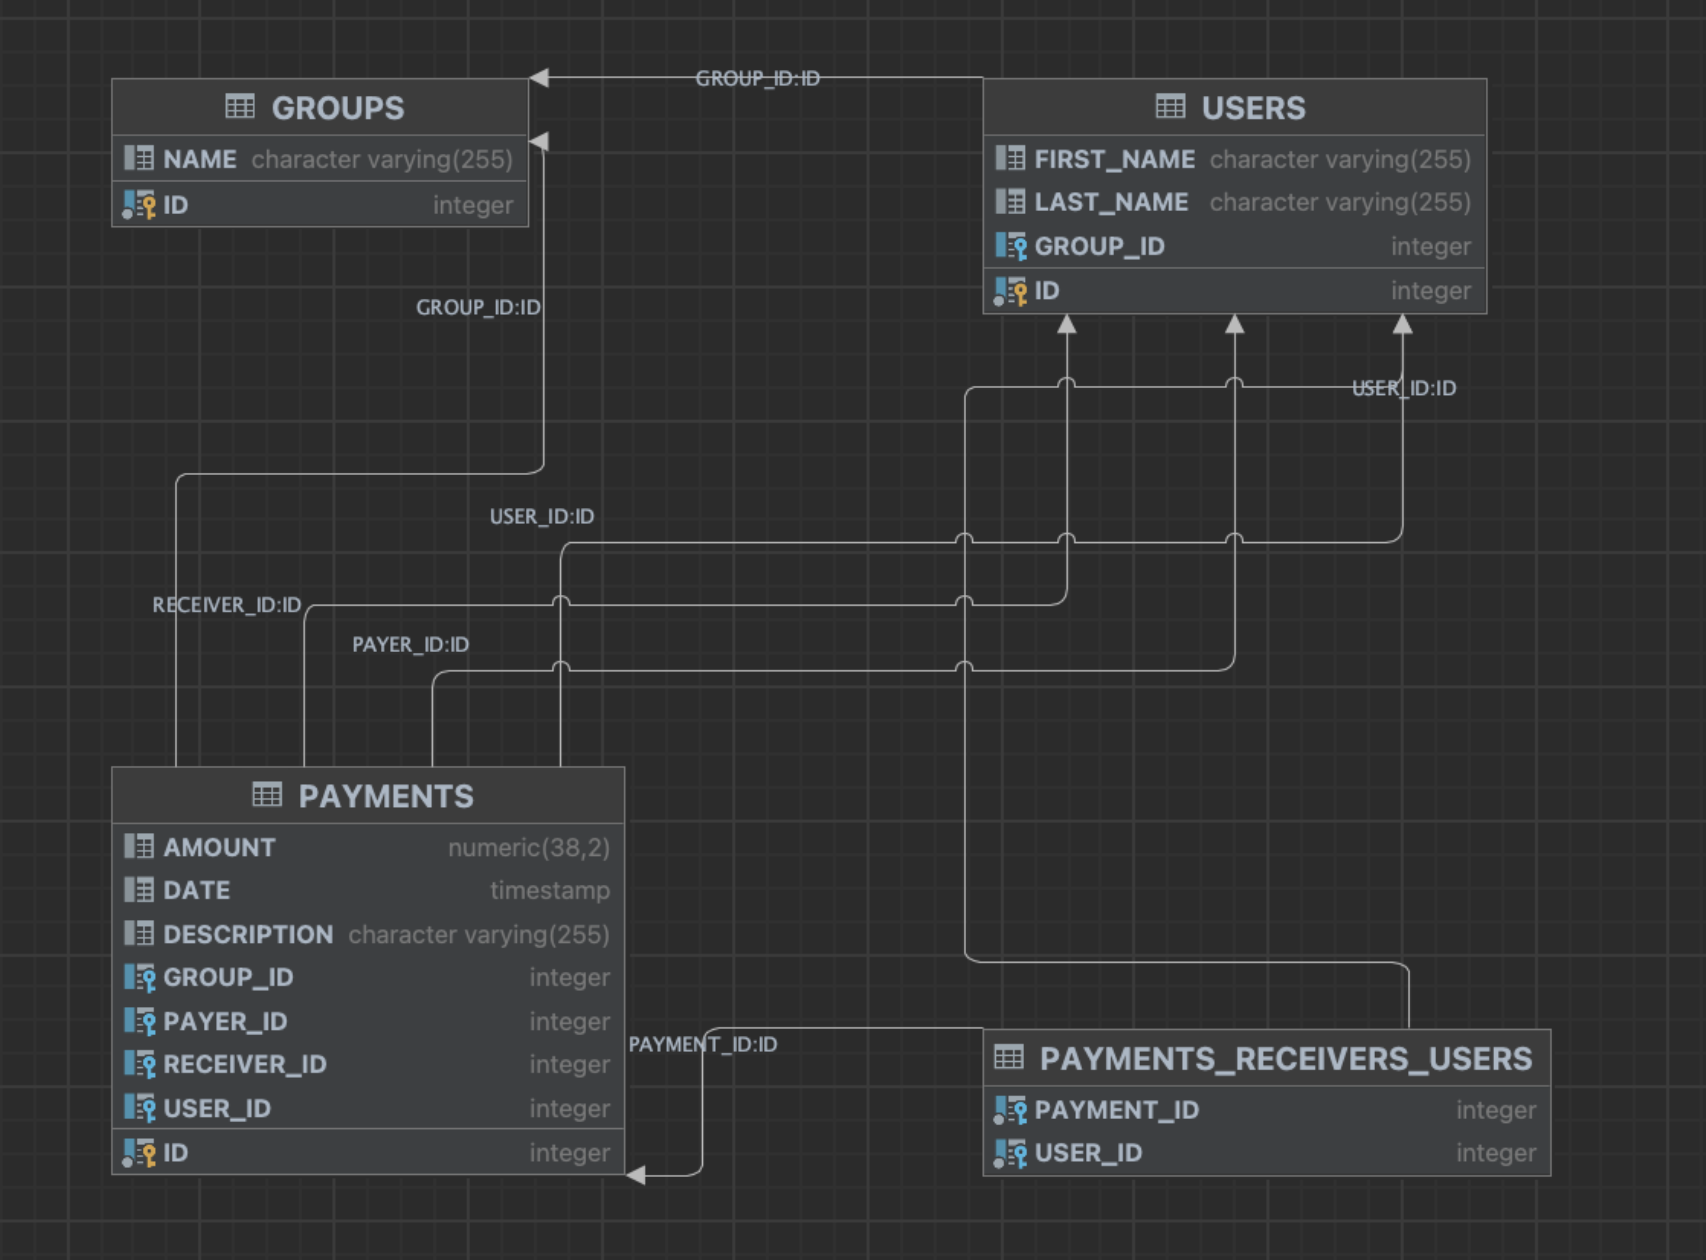 GROUP_ID:ID
GROUPS
NAME character varying(255)
ID integer
USERS
FIRST_NAME character varying(255)
LAST_NAME character varying(255)
GROUP_ID integer
ID integer
GROUP_ID:ID
USER_ID:ID
USER_ID:ID
RECEIVER_ID:ID
PAYER_ID:ID
PAYMENTS
AMOUNT numeric(38,2)
DATE timestamp
DESCRIPTION character varying(255)
GROUP_ID integer
PAYER_ID integer
RECEIVER_ID integer
USER_ID integer
ID integer
PAYMENT_ID:ID
PAYMENTS_RECEIVERS_USERS
PAYMENT_ID integer
USER_ID integer